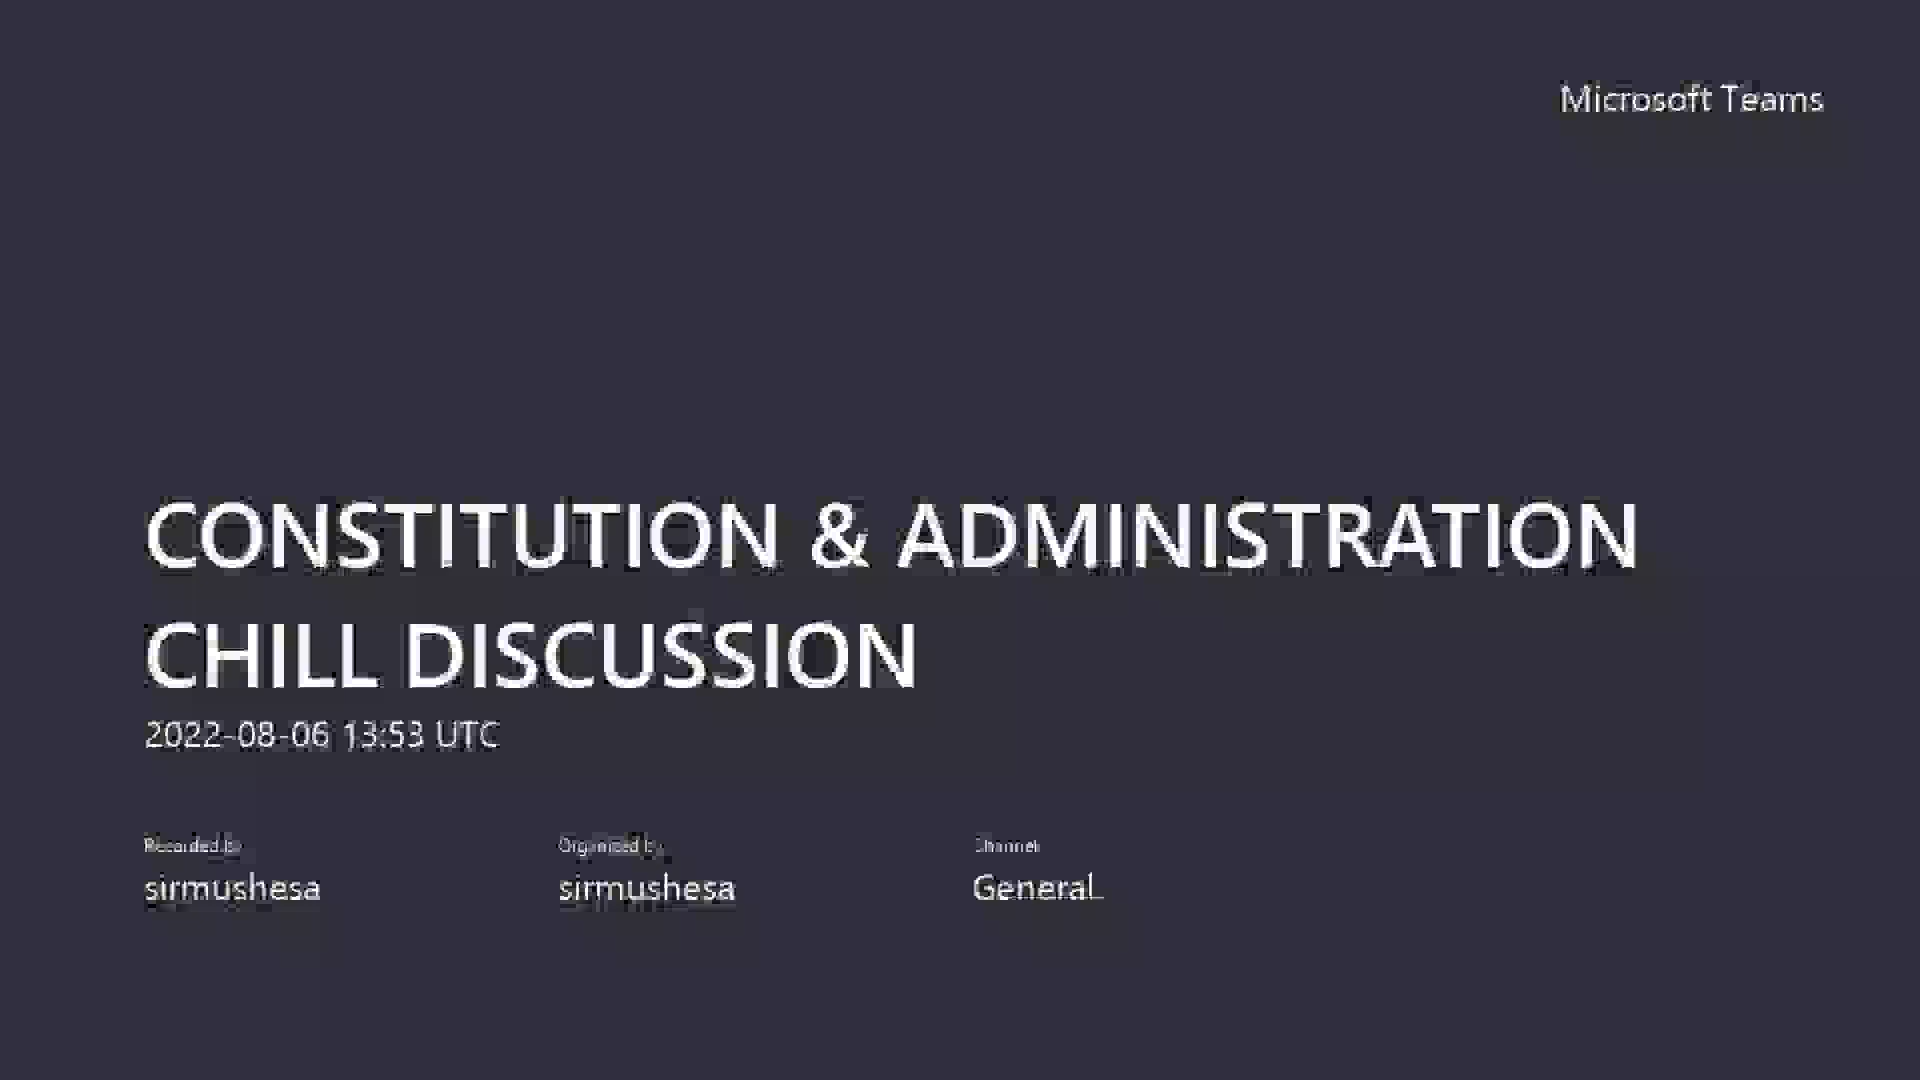 Microsoft Teams
CONSTITUTION & ADMINISTRATION
CHILL DISCUSSION
2022-08-06 13:53 UTC
Recorded by
Organized by
Channel
sirmushesa
sirmushesa
General